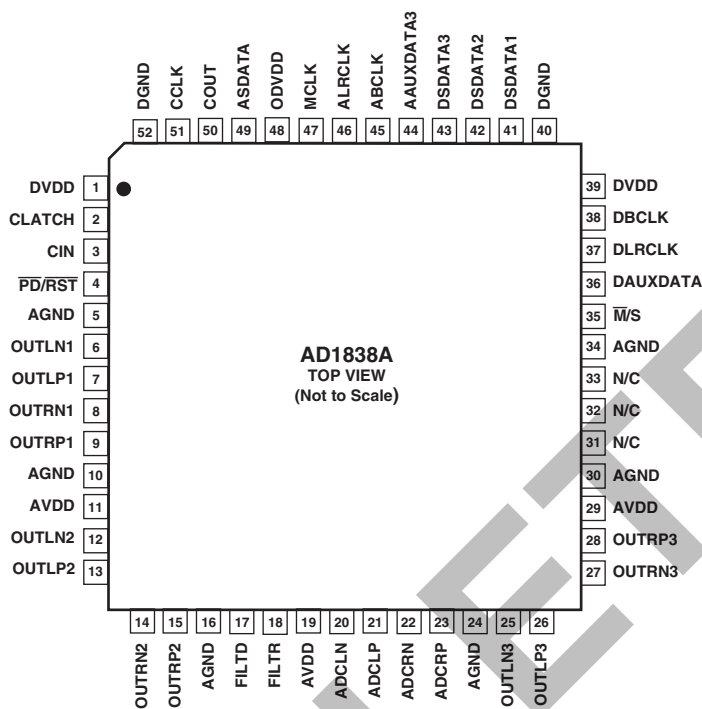 DGND
CCLK
COUT
ASDATA
ODVDD
MCLK
ALRCLK
ABCLK
AAUXDATA3
DSDATA3
DSDATA2
DSDATA1
DGND
52 51 50 49 48 47 46 45 44 43 42 41 40
DVDD 1
CLATCH 2
CIN 3
PD/RST 4
AGND 5
OUTLN1 6
OUTLP1 7
OUTRN1 8
OUTRP1 9
AGND 10
AVDD 11
OUTLN2 12
OUTLP2 13
AD1838A
TOP VIEW
(Not to Scale)
39 DVDD
38 DBCLK
37 DLRCLK
36 DAUXDATA
35 M/S
34 AGND
33 N/C
32 N/C
31 N/C
30 AGND
29 AVDD
28 OUTRP3
27 OUTRN3
14 15 16 17 18 19 20 21 22 23 24 25 26
OUTRN2
OUTRP2
AGND
FILTD
FILTR
AVDD
ADCLN
ADCLP
ADCRN
ADCRP
AGND
OUTLN3
OUTLP3